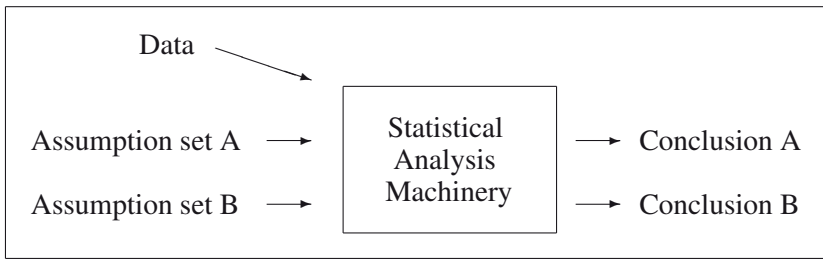 Data
Assumption set A
Assumption set B
Statistical
Analysis
Machinery
Conclusion A
Conclusion B